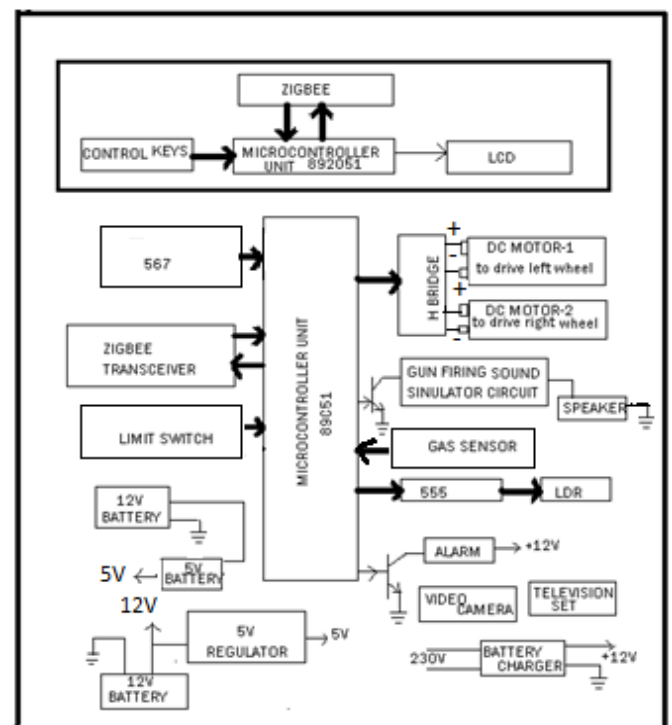 ZIGBEE
CONTROL KEYS
MICROCONTROLLER
UNIT 892051
LCD
567
ZIGBEE
TRANSCEIVER
LIMIT SWITCH
MICROCONTROLLER UNIT
89C51
H BRIDGE
+
-
+
-
DC MOTOR-1
to drive left wheel
DC MOTOR-2
to drive right wheel
GUN FIRING SOUND
SINULATOR CIRCUIT
SPEAKER
GAS SENSOR
555
LDR
12V
BATTERY
5V
5V
BATTERY
ALARM
+12V
VIDEO
CAMERA
TELEVISION
SET
12V
5V
REGULATOR
5V
12V
BATTERY
230V
BATTERY
CHARGER
+12V